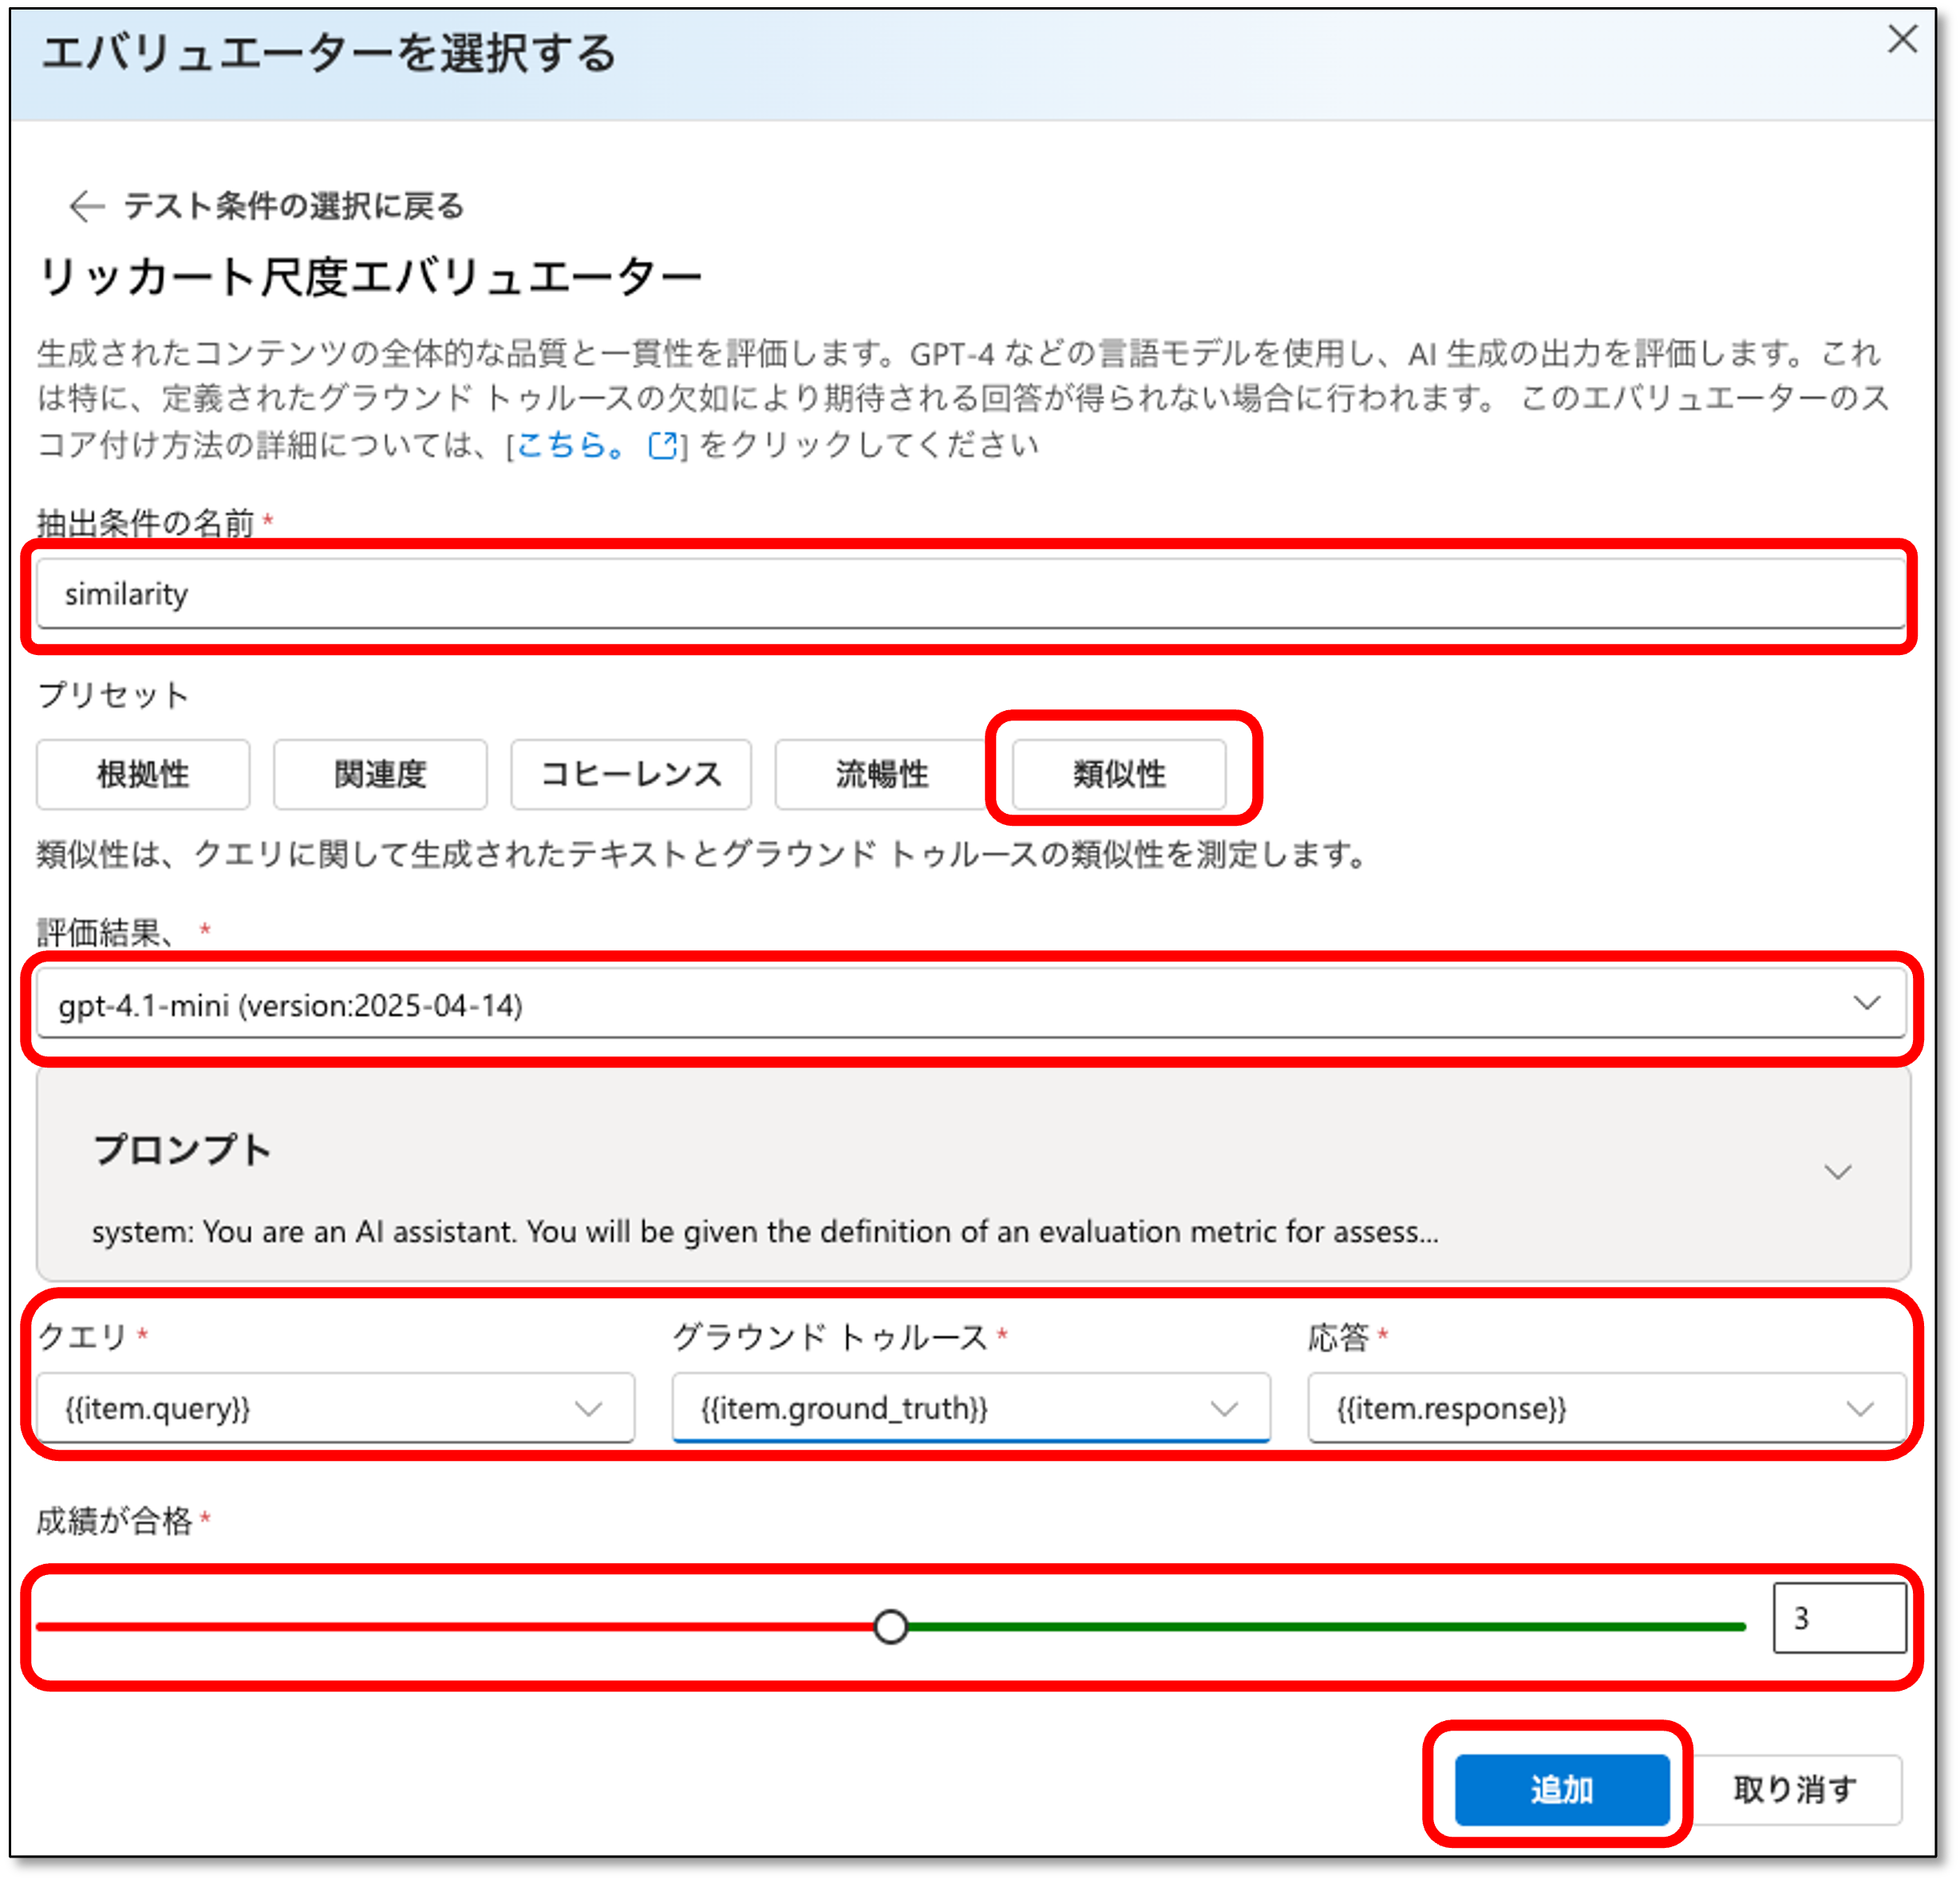 エバリュエーターを選択する
テスト条件の選択に戻る
リッカート尺度エバリュエーター
生成されたコンテンツの全体的な品質と一貫性を評価します。GPT-4 などの言語モデルを使用し、AI 生成の出力を評価します。これ
は特に、定義されたグラウンド トゥルースの欠如により期待される回答が得られない場合に行われます。 このエバリュエーターのス
コア付け方法の詳細については、[こちら。] をクリックしてください
抽出条件の名前 *
similarity
プリセット
根拠性 関連度 コヒーレンス 流暢性 類似性
類似性は、クエリに関して生成されたテキストとグラウンド トゥルースの類似性を測定します。
評価結果、 *
gpt-4.1-mini (version:2025-04-14)
プロンプト
system: You are an AI assistant. You will be given the definition of an evaluation metric for assess...
クエリ * グラウンド トゥルース * 応答 *
{{item.query}} {{item.ground_truth}} {{item.response}}
成績が合格 *
3
追加 取り消す